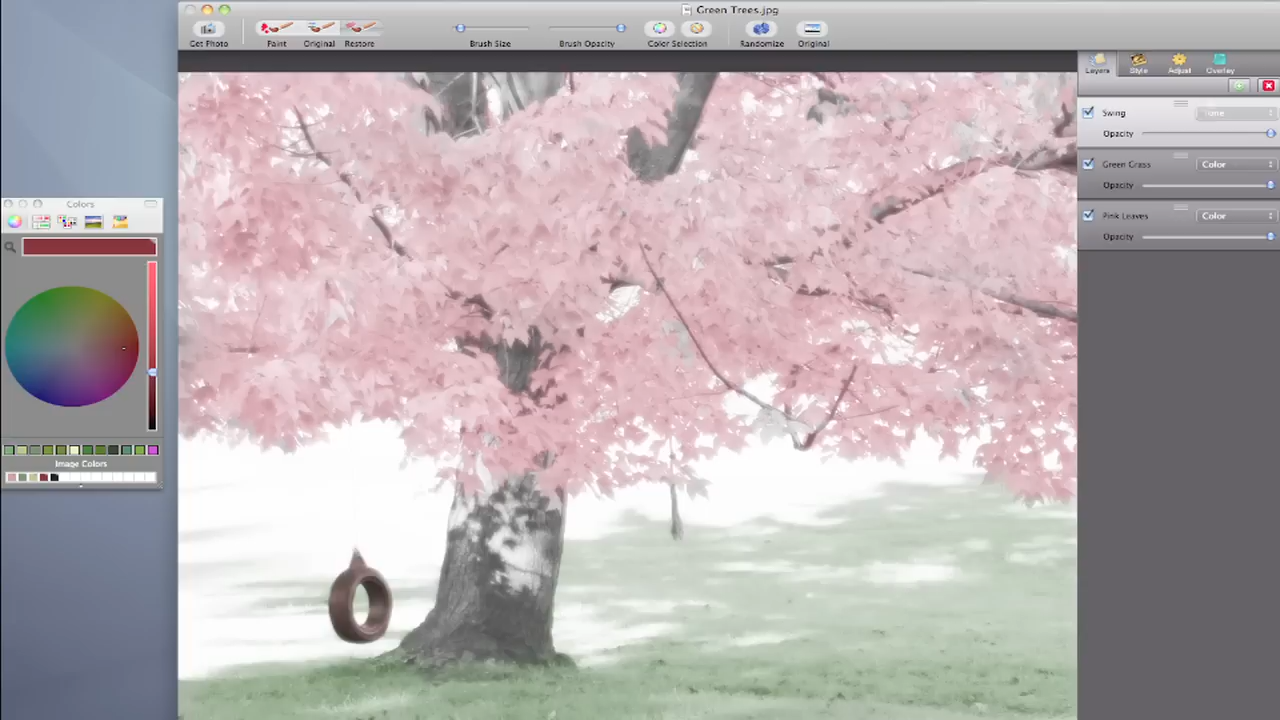 Green Trees.jpg
Get Photo
Paint
Original
Restore
Brush Size
Brush Opacity
Color Selection
Randomize
Original
Layers
Style
Adjust
Overlay
Swing
Tone
Opacity
Green Grass
Color
Opacity
Pink Leaves
Color
Opacity
Colors
Image Colors